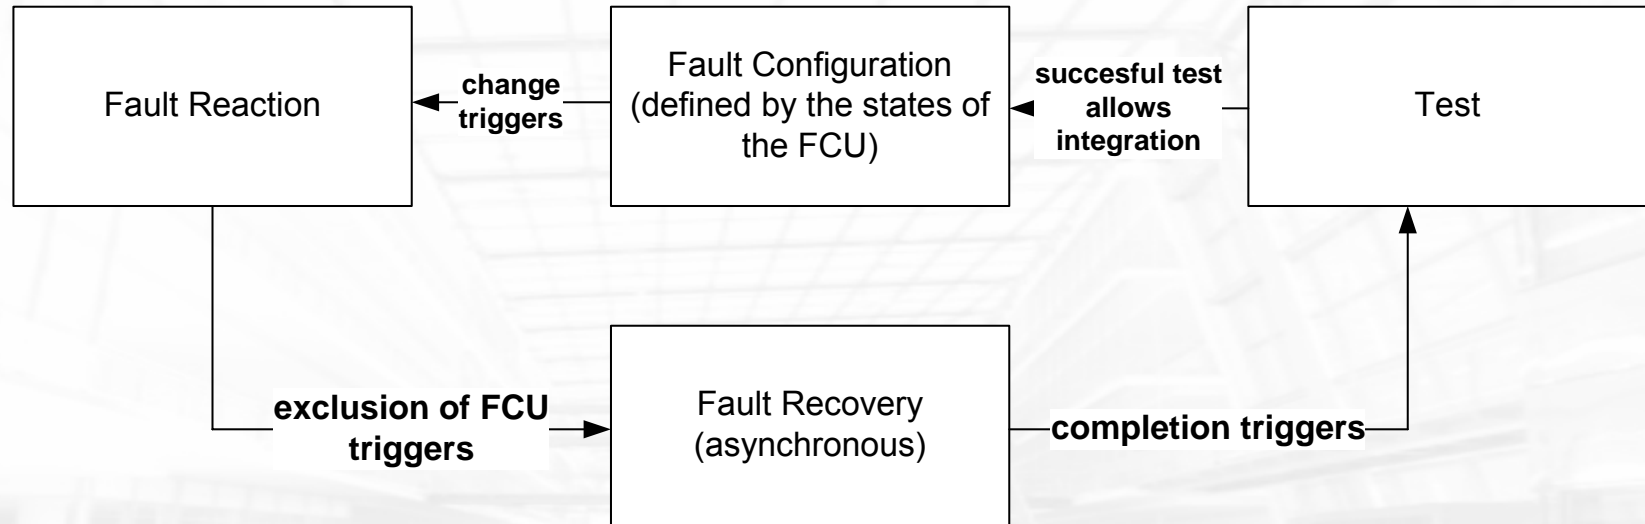 Fault Reaction
change
triggers
Fault Configuration
(defined by the states of
the FCU)
succesful test
allows
integration
Test
exclusion of FCU
triggers
Fault Recovery
(asynchronous)
completion triggers